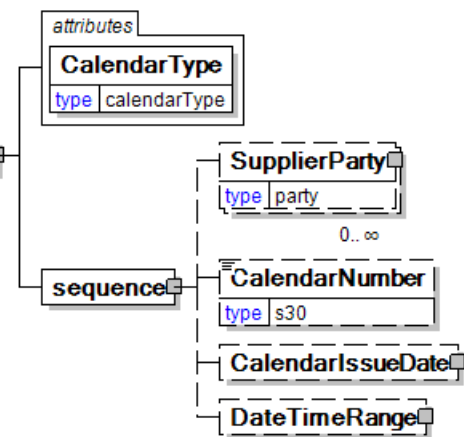 attributes
CalendarType
type calendarType
SupplierParty
type party
0.. ∞
sequence
CalendarNumber
type s30
CalendarIssueDate
DateTimeRange